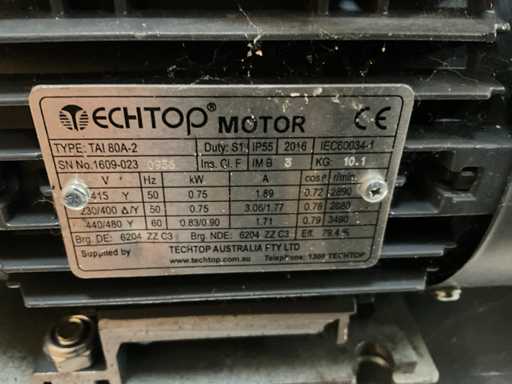 TECHTOP® MOTOR CE
TYPE: TAI 80A-2 Duty: S1 IP55 2016 IEC60034-1
SN No.1609-023 0956 Ins. Cl. F IM B 3 KG: 10.1
V Hz kW A cosφ r/min
415 Y 50 0.75 1.69 0.72 2890
230/400 Δ/Y 50 0.75 3.06/1.77 0.78 2880
440/480 Y 60 0.83/0.90 1.71 0.79 3490
Brg. DE: 6204 ZZ C3 Brg. NDE: 6204 ZZ C3 Eff. 79.4 %
Supplied by TECHTOP AUSTRALIA PTY LTD
www.techtop.com.au Telephone: 1300 TECHTOP